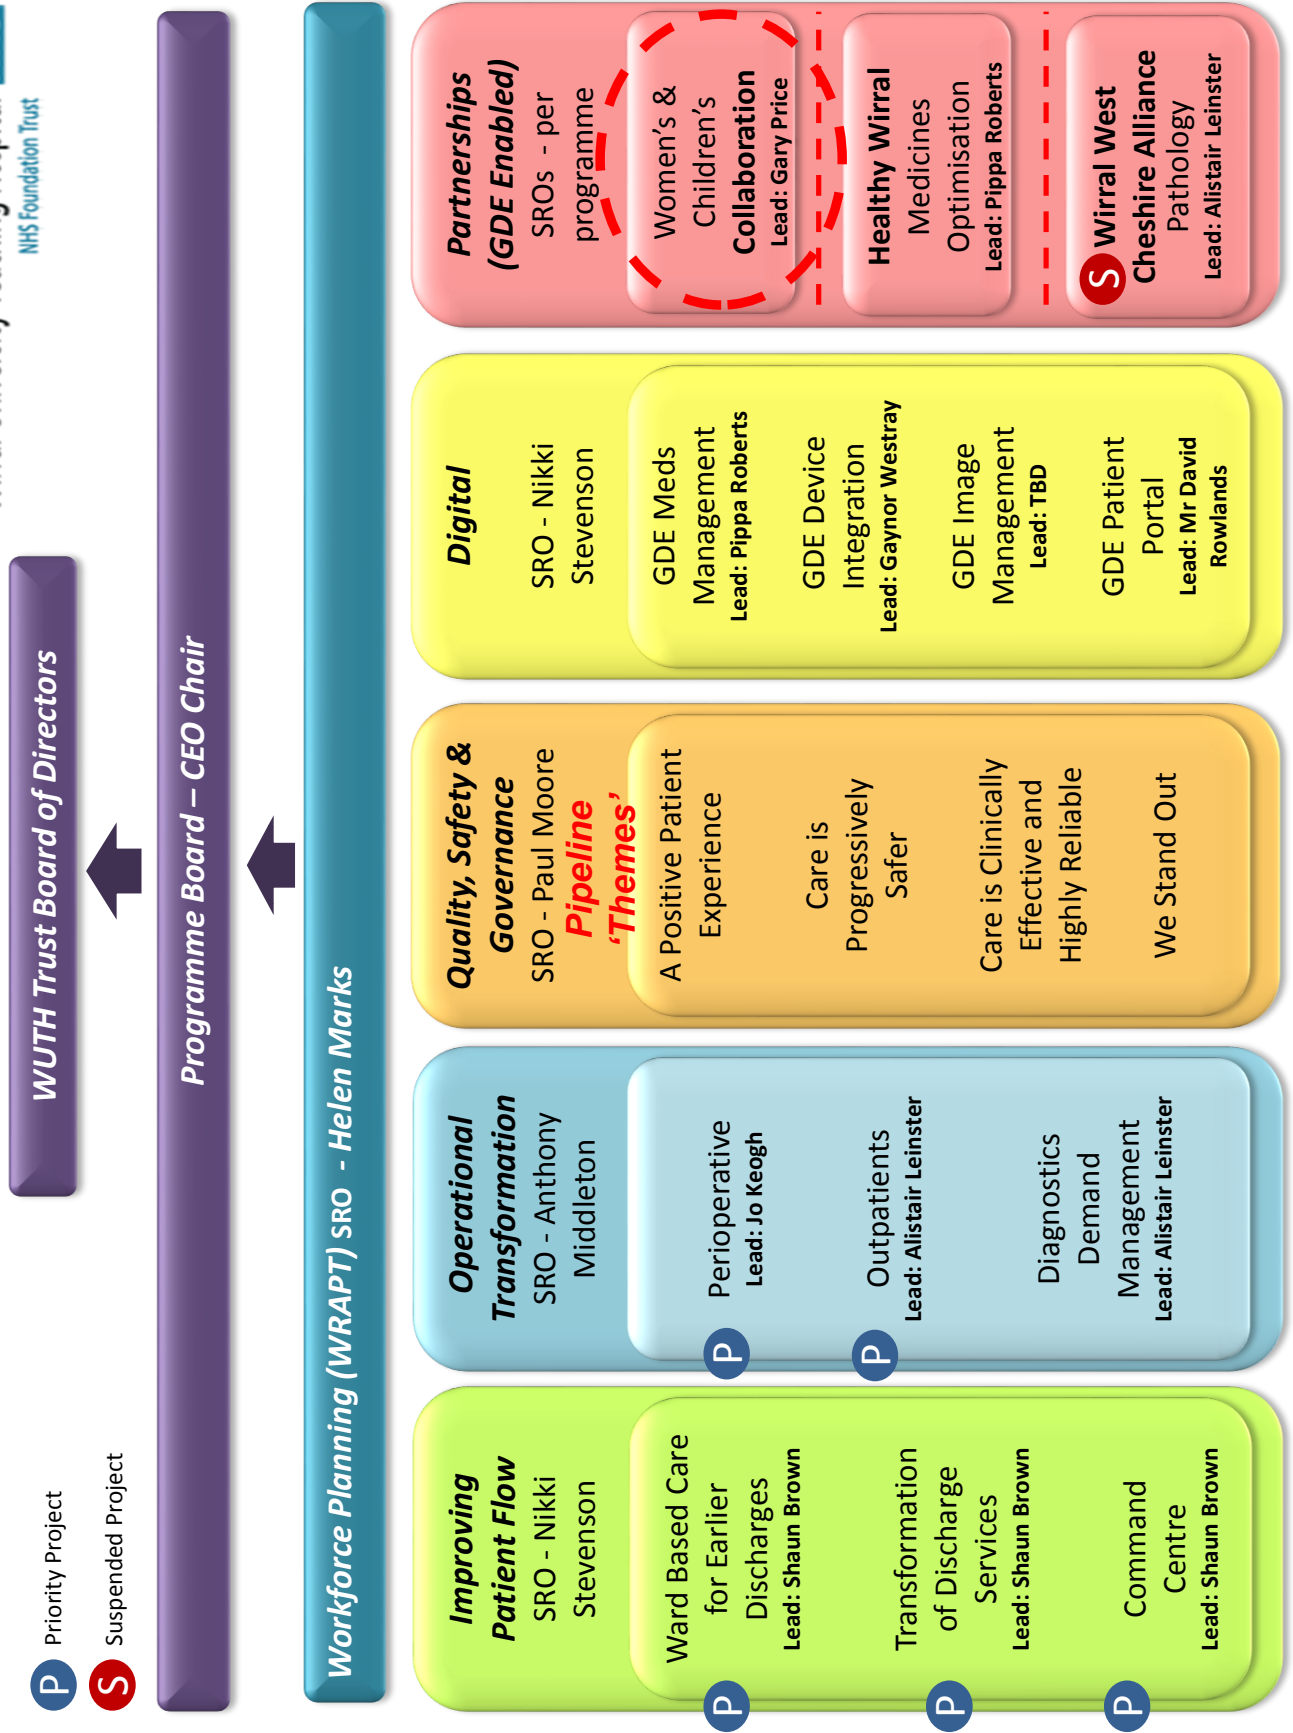 NHS Foundation Trust
P Priority Project
S Suspended Project
WUTH Trust Board of Directors
Programme Board – CEO Chair
Workforce Planning (WRAPT) SRO - Helen Marks
Improving
Patient Flow
SRO - Nikki
Stevenson
P
Ward Based Care
for Earlier
Discharges
Lead: Shaun Brown
P
Transformation
of Discharge
Services
Lead: Shaun Brown
P
Command
Centre
Lead: Shaun Brown
Operational
Transformation
SRO - Anthony
Middleton
P
Perioperative
Lead: Jo Keogh
P
Outpatients
Lead: Alistair Leinster
Diagnostics
Demand
Management
Lead: Alistair Leinster
Quality, Safety &
Governance
SRO - Paul Moore
Pipeline
‘Themes’
A Positive Patient
Experience
Care is
Progressively
Safer
Care is Clinically
Effective and
Highly Reliable
We Stand Out
Digital
SRO - Nikki
Stevenson
GDE Meds
Management
Lead: Pippa Roberts
GDE Device
Integration
Lead: Gaynor Westray
GDE Image
Management
Lead: TBD
GDE Patient
Portal
Lead: Mr David
Rowlands
Partnerships
(GDE Enabled)
SROs - per
programme
Women’s &
Children’s
Collaboration
Lead: Gary Price
Healthy Wirral
Medicines
Optimisation
Lead: Pippa Roberts
S Wirral West
Cheshire Alliance
Pathology
Lead: Alistair Leinster